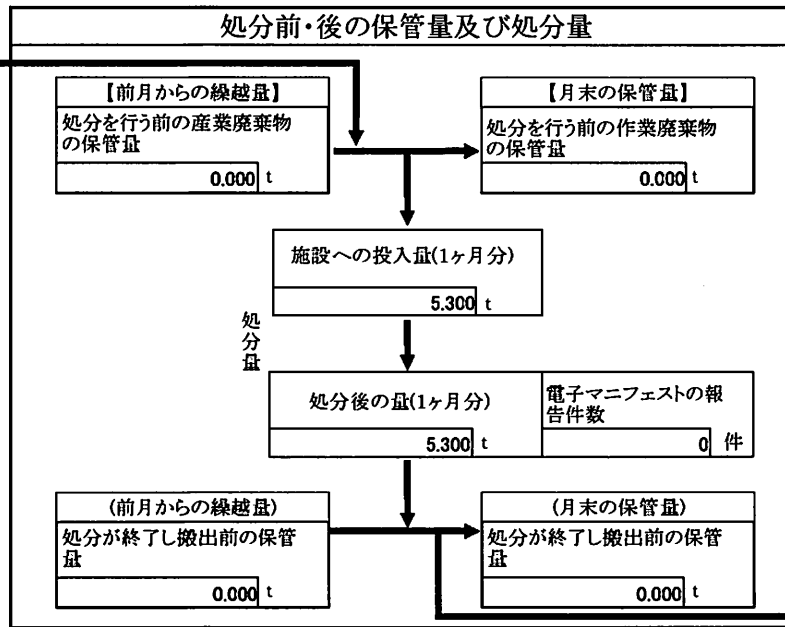 処分前・後の保管量及び処分量
【前月からの繰越量】
処分を行う前の産業廃棄物
の保管量
0.000 t
【月末の保管量】
処分を行う前の作業廃棄物
の保管量
0.000 t
施設への投入量(1ヶ月分)
5.300 t
処分量
処分後の量(1ヶ月分)
5.300 t
電子マニフェストの報
告件数
0 件
(前月からの繰越量)
処分が終了し搬出前の保管
量
0.000 t
(月末の保管量)
処分が終了し搬出前の保管
量
0.000 t